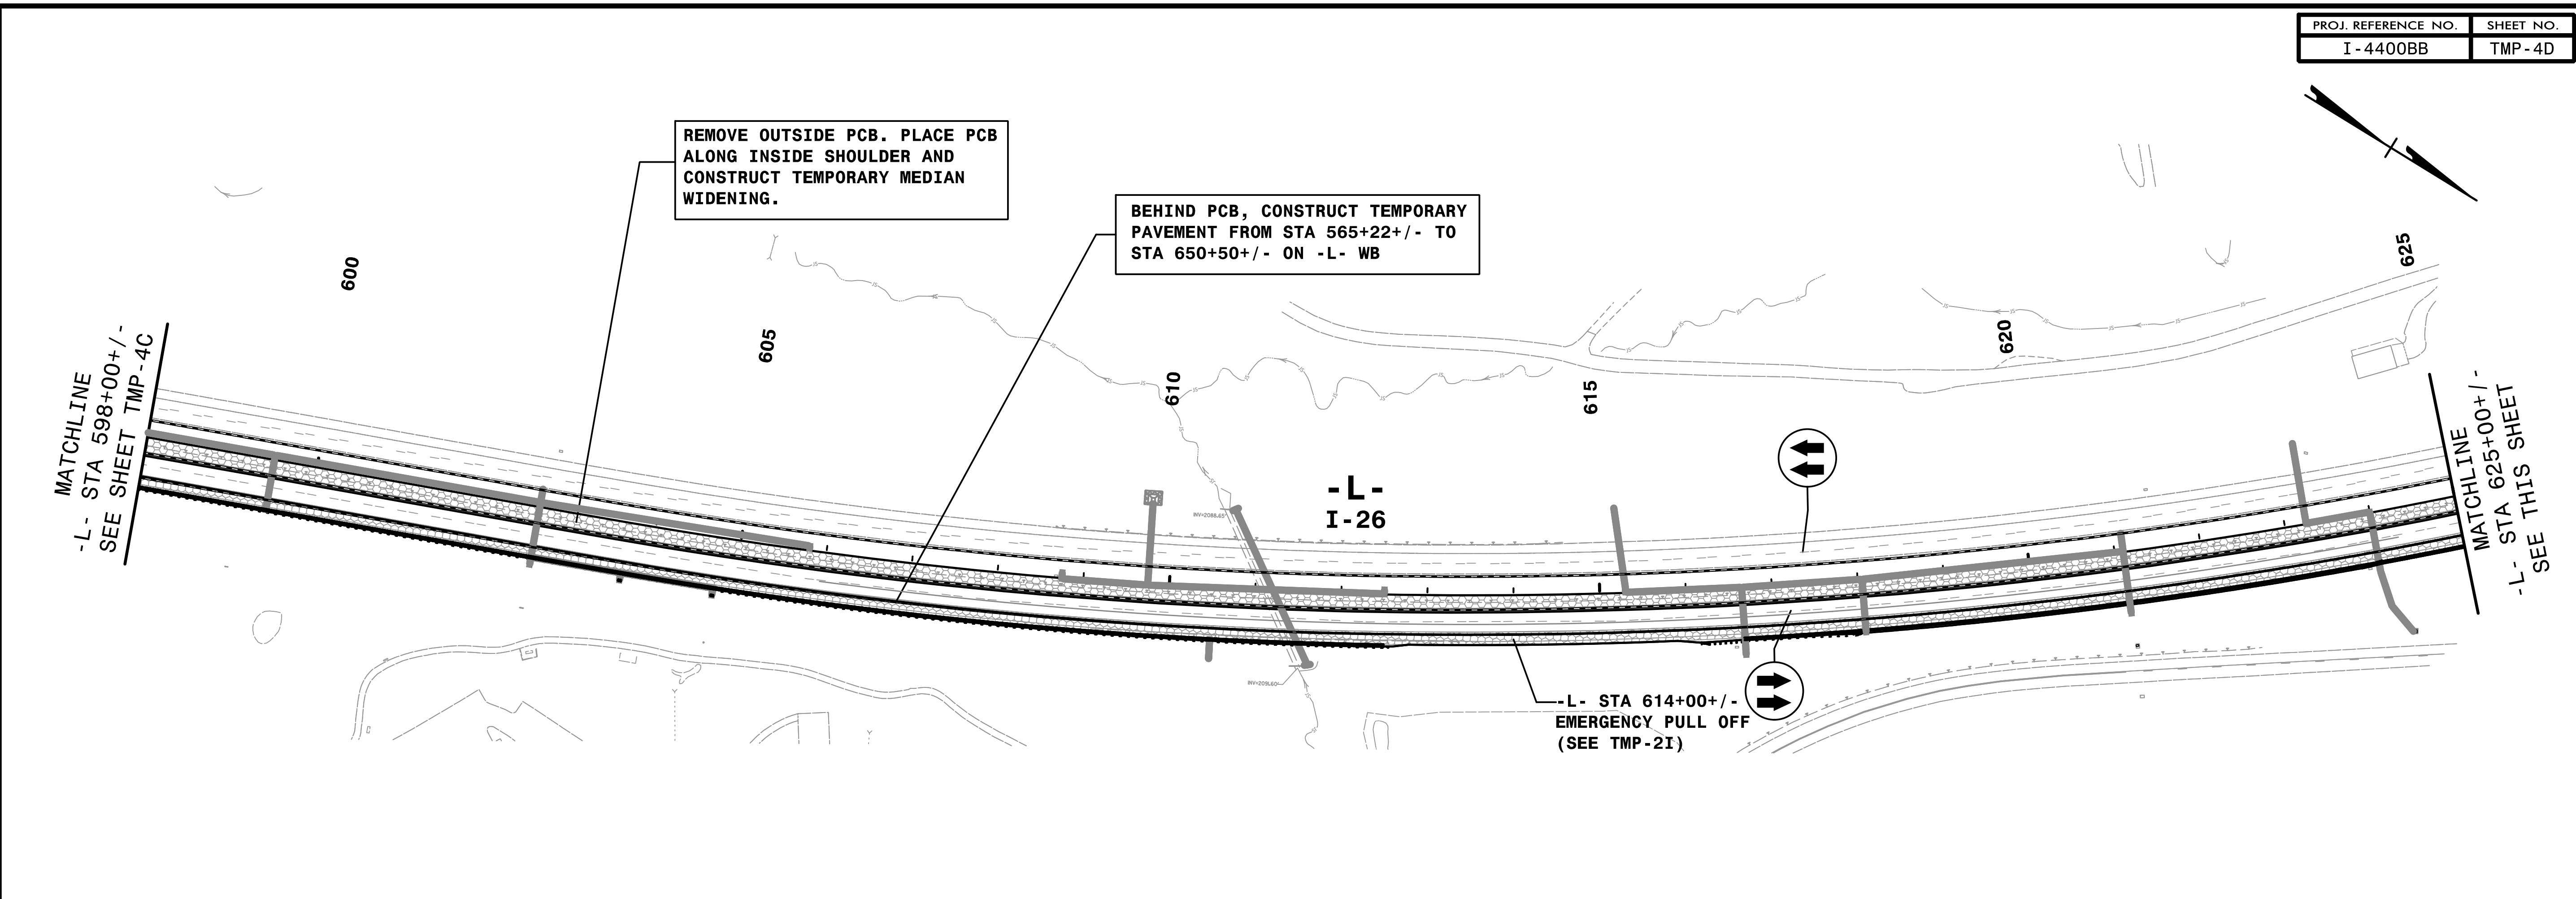 PROJ. REFERENCE NO.
SHEET NO.
I-4400BB
TMP-4D
REMOVE OUTSIDE PCB. PLACE PCB
ALONG INSIDE SHOULDER AND
CONSTRUCT TEMPORARY MEDIAN
WIDENING.
BEHIND PCB, CONSTRUCT TEMPORARY
PAVEMENT FROM STA 565+22+/- TO
STA 650+50+/- ON -L- WB
600
605
610
615
620
625
MATCHLINE
-L- STA 598+00+/-
SEE SHEET TMP-4C
-L-
I-26
MATCHLINE
-L- STA 625+00+/-
SEE THIS SHEET
-L- STA 614+00+/-
EMERGENCY PULL OFF
(SEE TMP-2I)